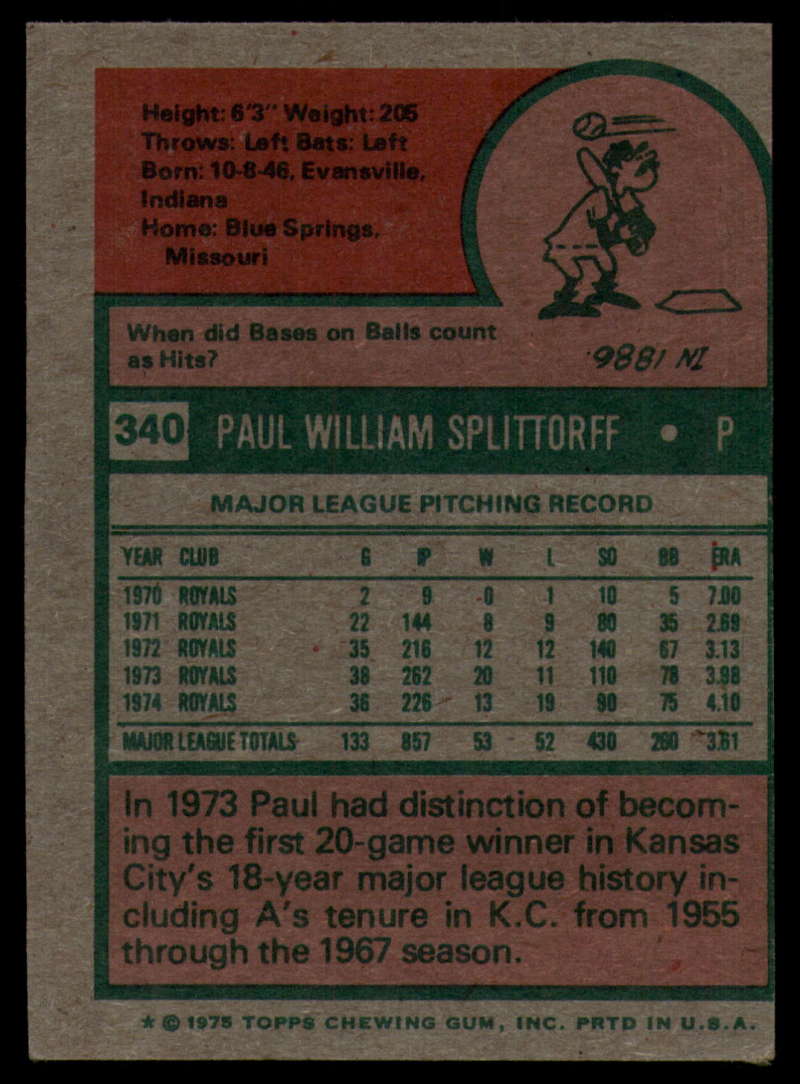 Height: 6'3" Weight: 205
Throws: Left Bats: Left
Born: 10-8-46, Evansville,
Indiana
Home: Blue Springs,
Missouri
When did Bases on Balls count
as Hits?
IN 1886.
340 PAUL WILLIAM SPLITTORFF • P
MAJOR LEAGUE PITCHING RECORD
YEAR CLUB G IP W L SO BB ERA
1970 ROYALS 2 9 0 1 10 5 7.00
1971 ROYALS 22 144 8 9 80 35 2.69
1972 ROYALS 35 216 12 12 140 67 3.13
1973 ROYALS 38 262 20 11 110 78 3.98
1974 ROYALS 36 226 13 19 90 75 4.10
MAJOR LEAGUE TOTALS 133 857 53 52 430 260 3.61
In 1973 Paul had distinction of becom-
ing the first 20-game winner in Kansas
City's 18-year major league history in-
cluding A's tenure in K.C. from 1955
through the 1967 season.
* © 1975 TOPPS CHEWING GUM, INC. PRTD IN U.S.A.